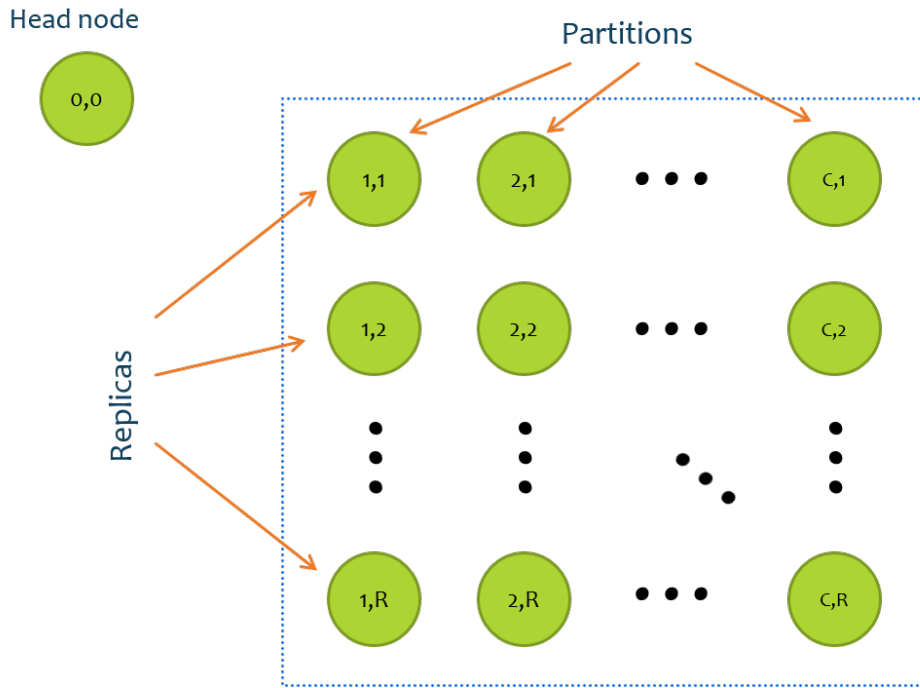 Head node
Partitions
0,0
1,1
2,1
C,1
1,2
2,2
C,2
Replicas
1,R
2,R
C,R